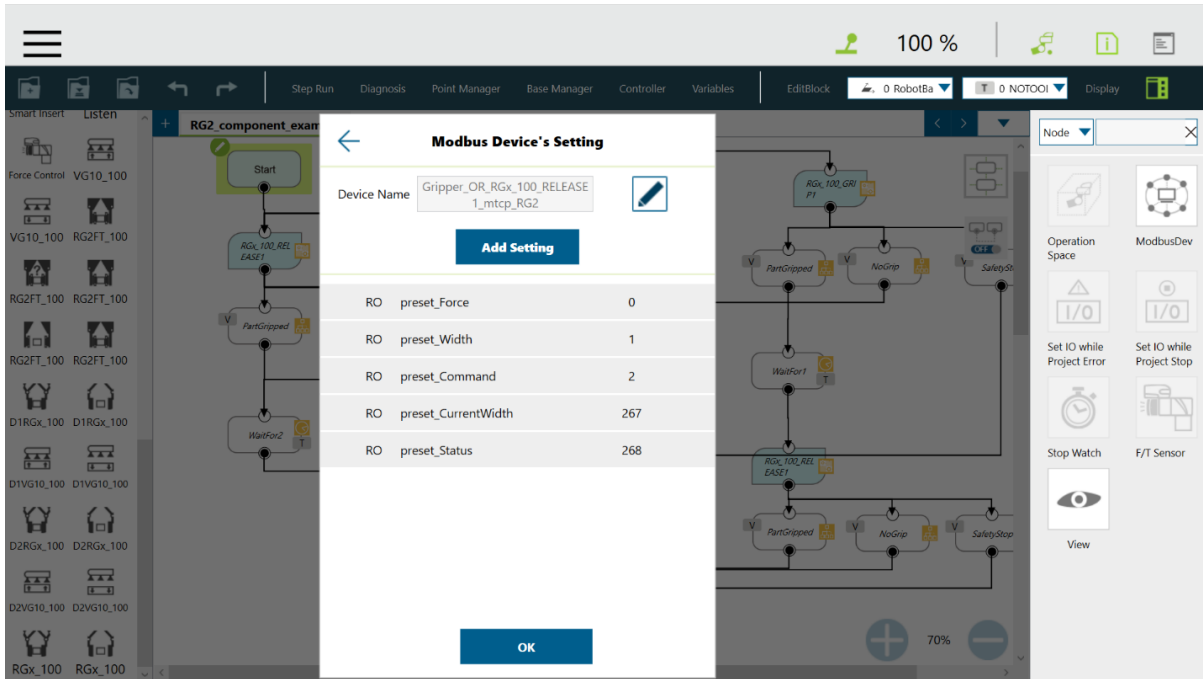 100 %
Step Run
Diagnosis
Point Manager
Base Manager
Controller
Variables
EditBlock
0 RobotBa
T 0 NOTOOl
Display
Smart Insert
Listen
Force Control
VG10_100
VG10_100
RG2FT_100
RG2FT_100
RG2FT_100
RG2FT_100
RG2FT_100
D1RGx_100
D1RGx_100
D1VG10_100
D1VG10_100
D2RGx_100
D2RGx_100
D2VG10_100
D2VG10_100
RGx_100
RGx_100
+
RG2_component_exam
Start
RGx_100_REL
EASE1
V
PartGripped
WaitFor2
T
Modbus Device's Setting
Device Name
Gripper_OR_RGx_100_RELEASE
1_mtcp_RG2
Add Setting
RO preset_Force 0
RO preset_Width 1
RO preset_Command 2
RO preset_CurrentWidth 267
RO preset_Status 268
OK
RGx_100_GRI
P1
OFF
V
PartGripped
V
NoGrip
V
SafetySt
WaitFor1
T
RGx_100_REL
EASE1
V
PartGripped
V
NoGrip
V
SafetyStop
70%
Node
Operation
Space
ModbusDev
I/O
Set IO while
Project Error
I/O
Set IO while
Project Stop
Stop Watch
F/T Sensor
View